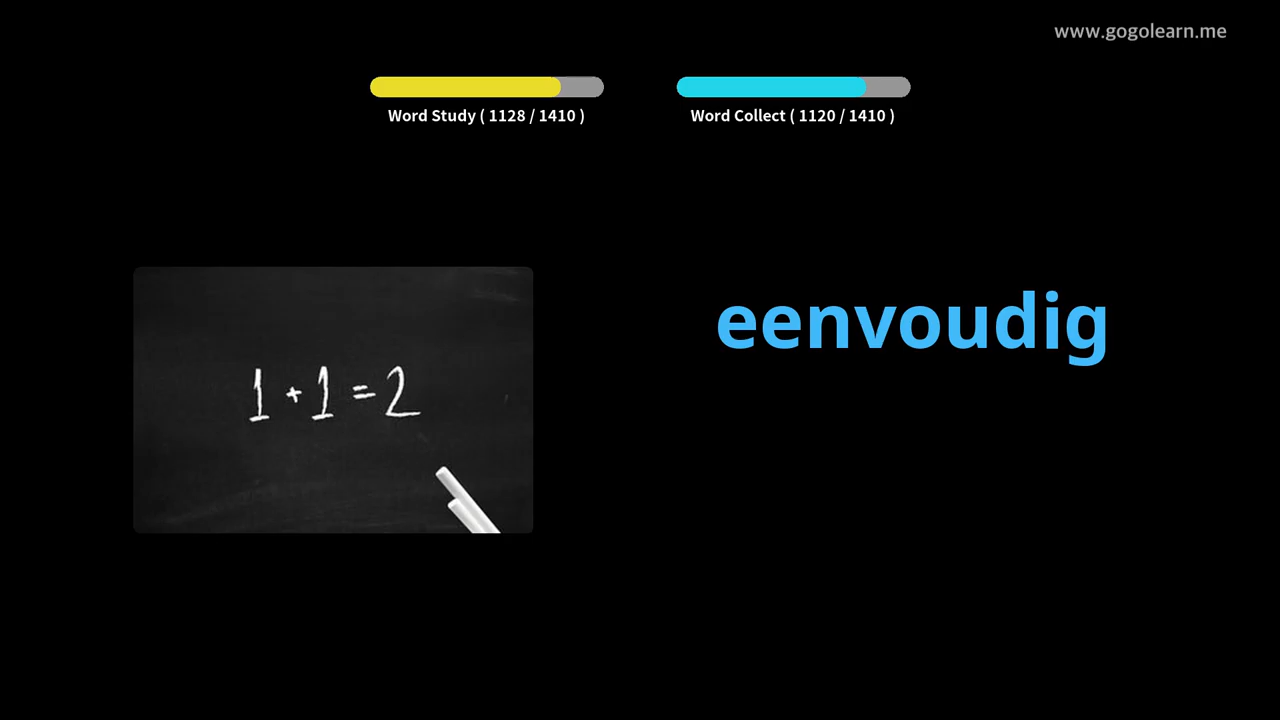 www.gogolearn.me
Word Study ( 1128 / 1410 )
Word Collect ( 1120 / 1410 )
eenvoudig
1 + 1 = 2